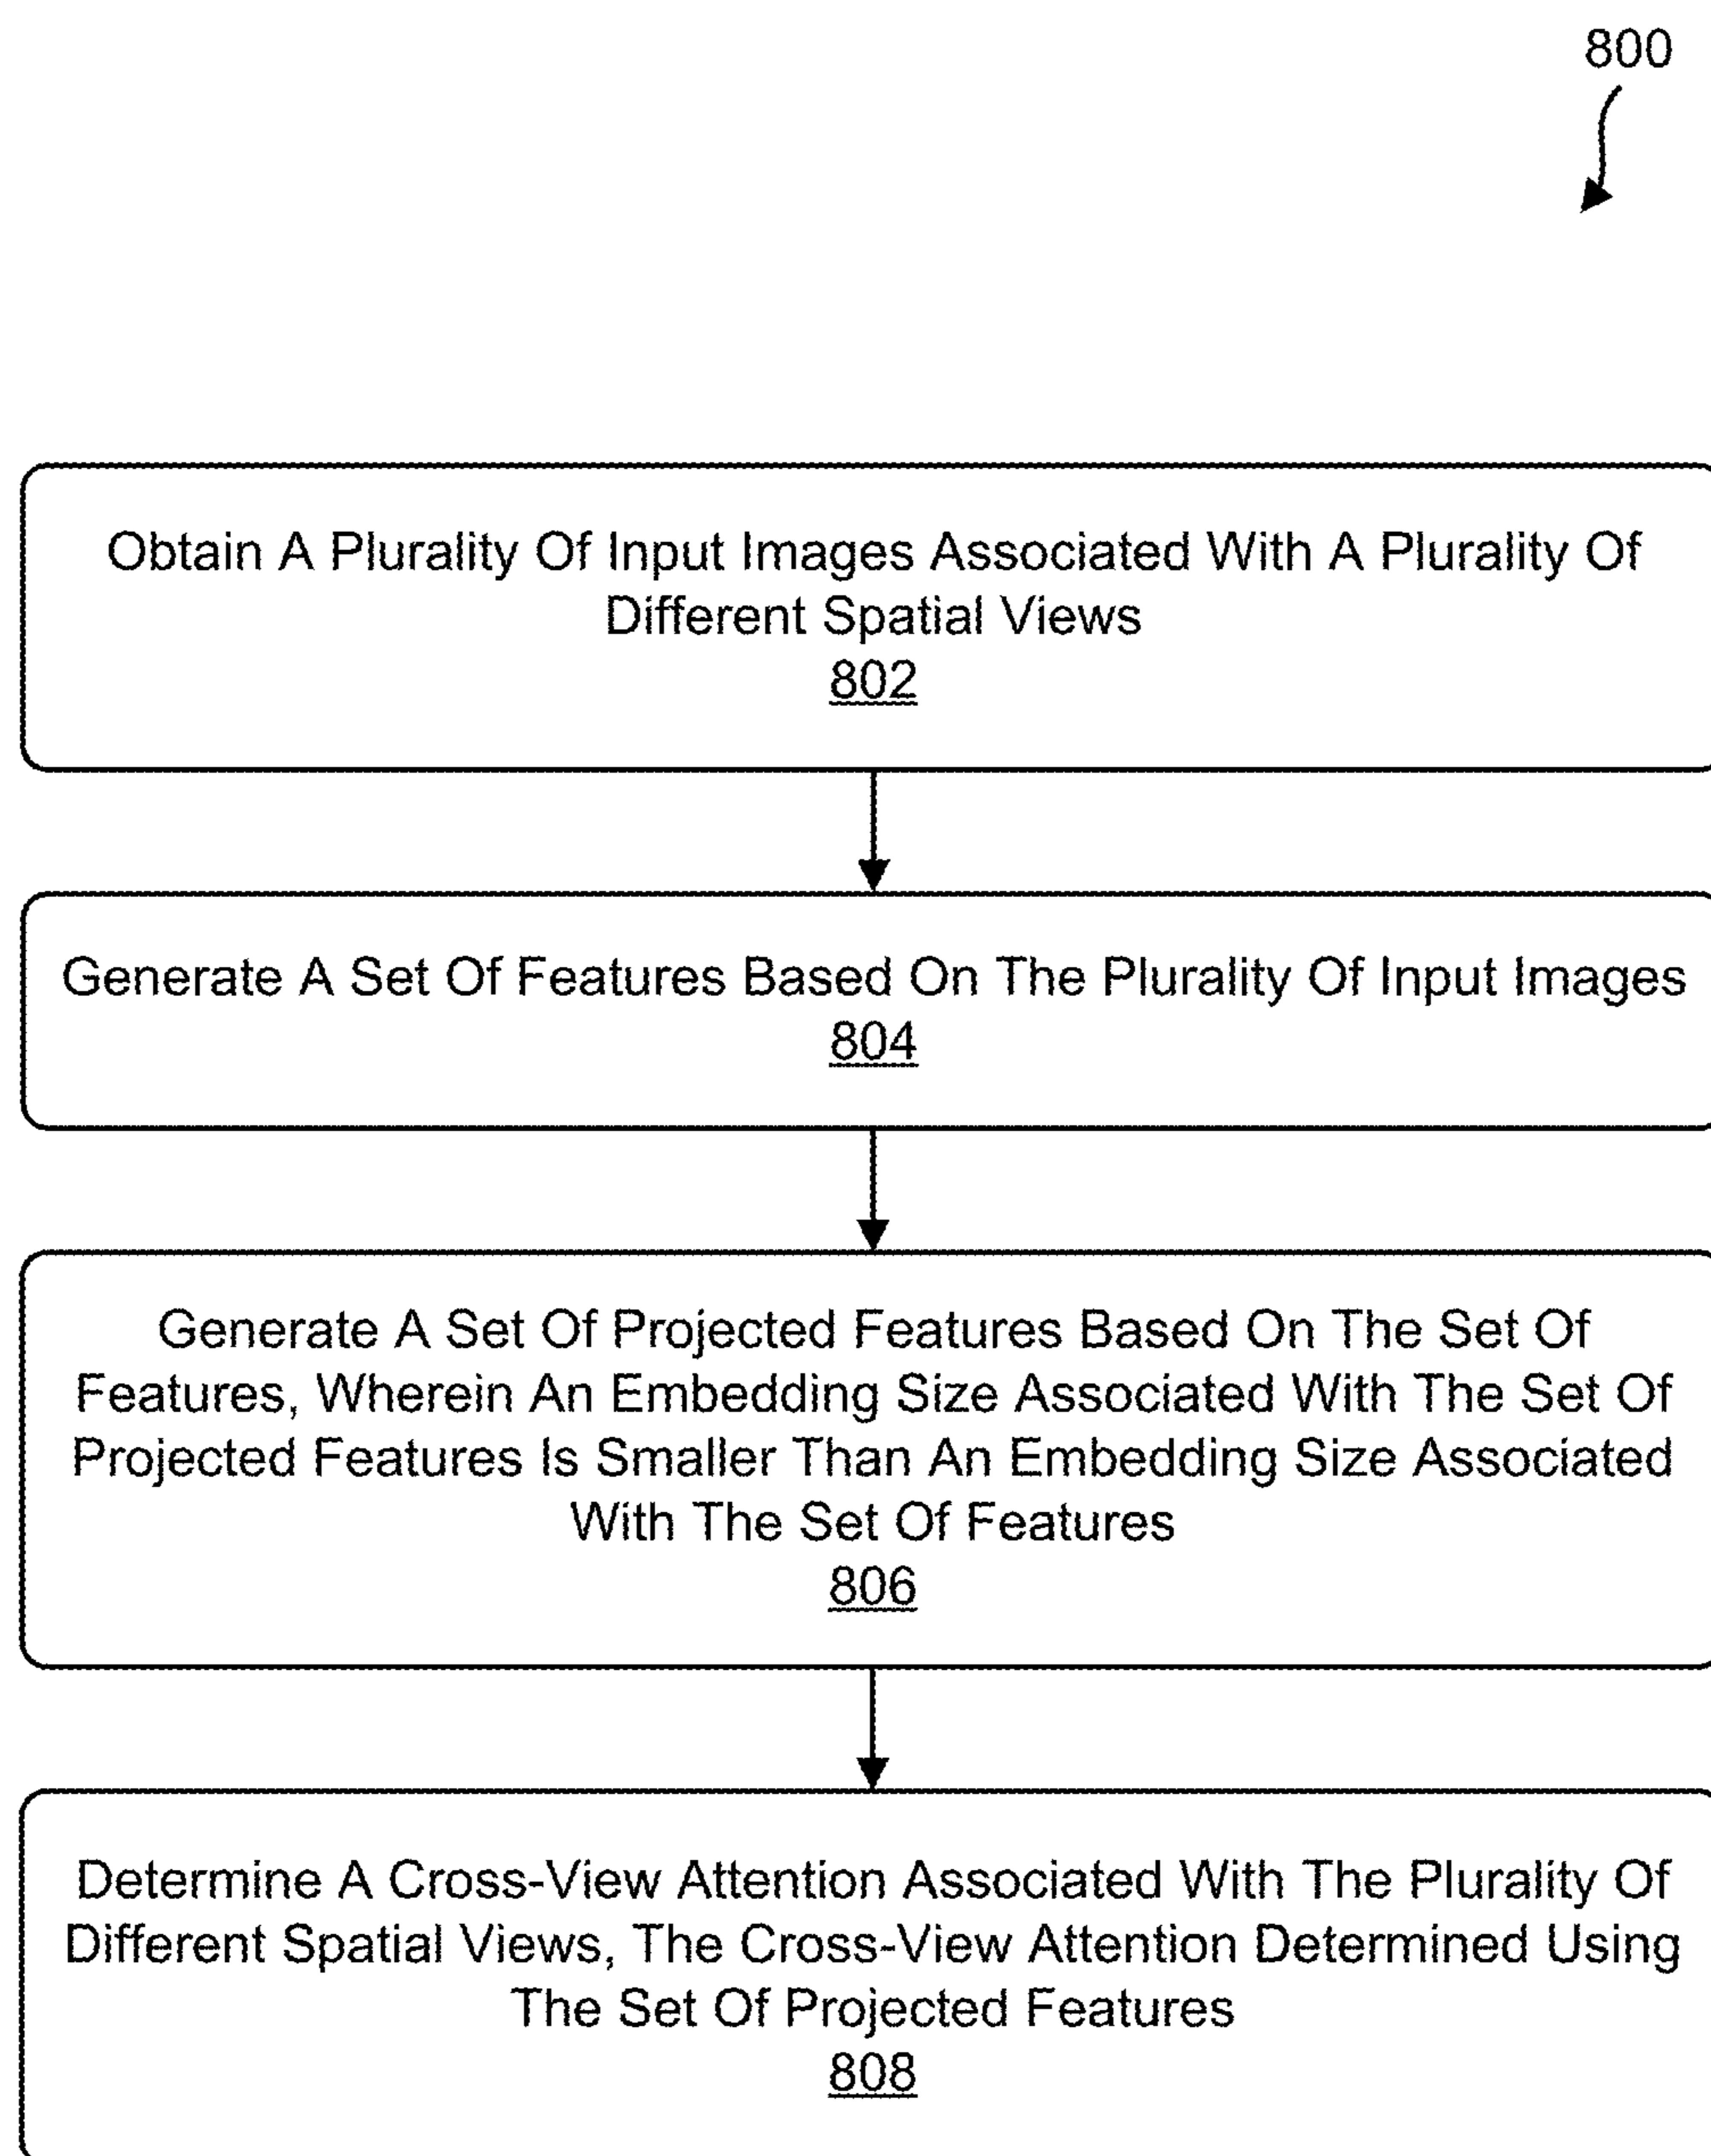 800
Obtain A Plurality Of Input Images Associated With A Plurality Of
Different Spatial Views
802
Generate A Set Of Features Based On The Plurality Of Input Images
804
Generate A Set Of Projected Features Based On The Set Of
Features, Wherein An Embedding Size Associated With The Set Of
Projected Features Is Smaller Than An Embedding Size Associated
With The Set Of Features
806
Determine A Cross-View Attention Associated With The Plurality Of
Different Spatial Views, The Cross-View Attention Determined Using
The Set Of Projected Features
808